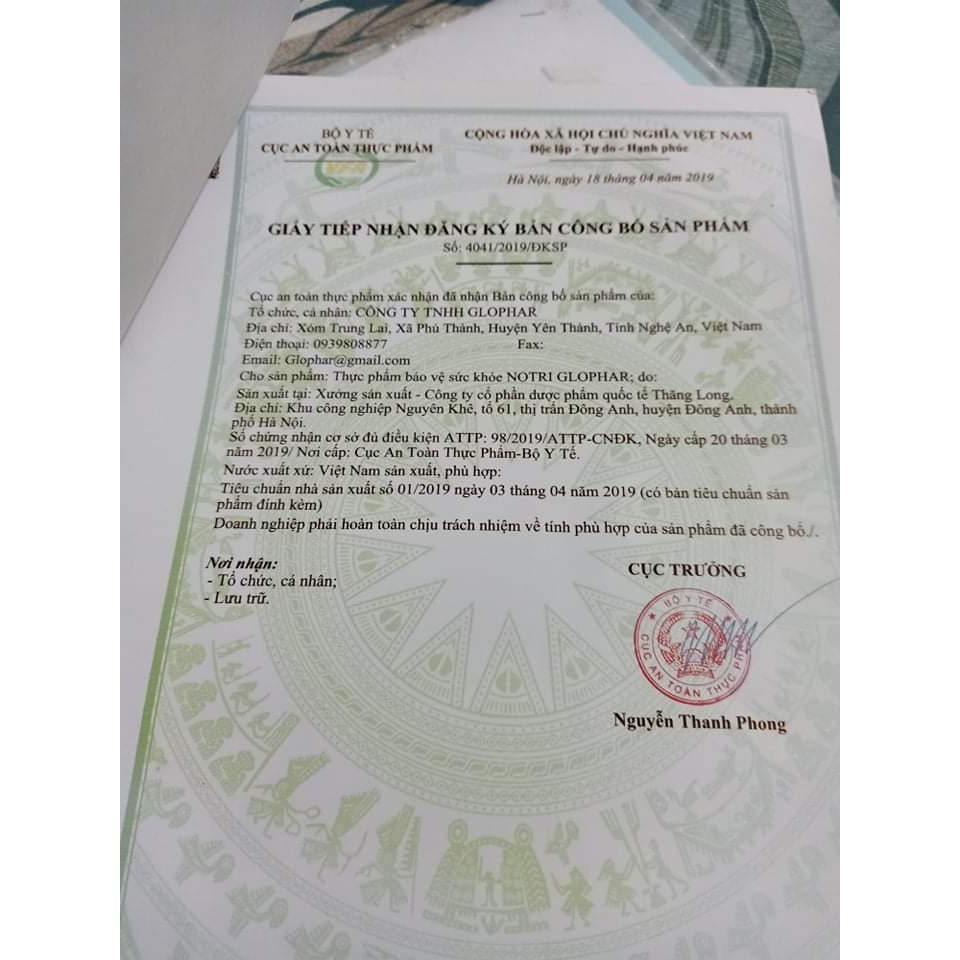 BỘ Y TẾ
CỤC AN TOÀN THỰC PHẨM
VFA
CỘNG HÒA XÃ HỘI CHỦ NGHĨA VIỆT NAM
Độc lập - Tự do - Hạnh phúc
Hà Nội, ngày 18 tháng 04 năm 2019
GIẤY TIẾP NHẬN ĐĂNG KÝ BẢN CÔNG BỐ SẢN PHẨM
Số: 4041/2019/ĐKSP
Cục an toàn thực phẩm xác nhận đã nhận Bản công bố sản phẩm của:
Tổ chức, cá nhân: CÔNG TY TNHH GLOPHAR
Địa chỉ: Xóm Trung Lai, Xã Phú Thành, Huyện Yên Thành, Tỉnh Nghệ An, Việt Nam
Điện thoại: 0939808877 Fax:
Email: Glophar@gmail.com
Cho sản phẩm: Thực phẩm bảo vệ sức khỏe NOTRI GLOPHAR; do:
Sản xuất tại: Xưởng sản xuất - Công ty cổ phần dược phẩm quốc tế Thăng Long.
Địa chỉ: Khu công nghiệp Nguyên Khê, tổ 61, thị trấn Đông Anh, huyện Đông Anh, thành
phố Hà Nội.
Số chứng nhận cơ sở đủ điều kiện ATTP: 98/2019/ATTP-CNĐK, Ngày cấp 20 tháng 03
năm 2019/ Nơi cấp: Cục An Toàn Thực Phẩm-Bộ Y Tế.
Nước xuất xứ: Việt Nam sản xuất, phù hợp:
Tiêu chuẩn nhà sản xuất số 01/2019 ngày 03 tháng 04 năm 2019 (có bản tiêu chuẩn sản
phẩm đính kèm)
Doanh nghiệp phải hoàn toàn chịu trách nhiệm về tính phù hợp của sản phẩm đã công bố./.
Nơi nhận:
- Tổ chức, cá nhân;
- Lưu trữ.
CỤC TRƯỞNG
BỘ Y TẾ
CỤC AN TOÀN THỰC PHẨM
Nguyễn Thanh Phong